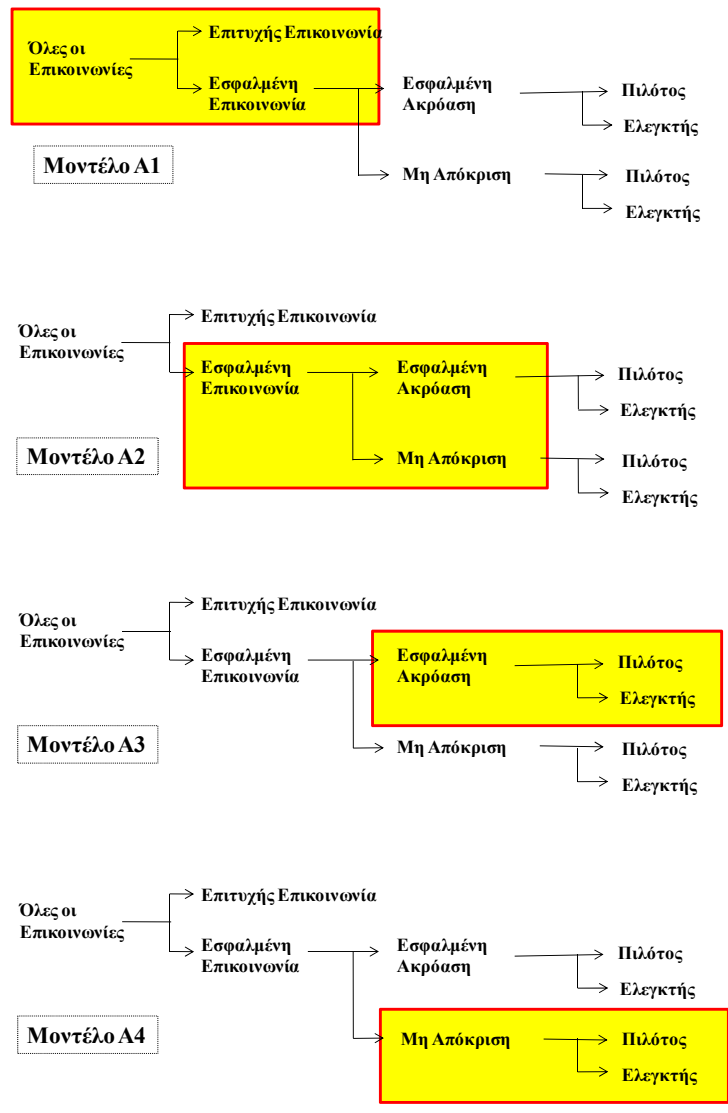 Επιτυχής Επικοινωνία
Όλες οι
Επικοινωνίες
Εσφαλμένη
Επικοινωνία
Εσφαλμένη
Ακρόαση
Πιλότος
Ελεγκτής
Μοντέλο Α1
Μη Απόκριση
Πιλότος
Ελεγκτής
Επιτυχής Επικοινωνία
Όλες οι
Επικοινωνίες
Εσφαλμένη
Επικοινωνία
Εσφαλμένη
Ακρόαση
Πιλότος
Ελεγκτής
Μοντέλο Α2
Μη Απόκριση
Πιλότος
Ελεγκτής
Επιτυχής Επικοινωνία
Όλες οι
Επικοινωνίες
Εσφαλμένη
Επικοινωνία
Εσφαλμένη
Ακρόαση
Πιλότος
Ελεγκτής
Μοντέλο Α3
Μη Απόκριση
Πιλότος
Ελεγκτής
Επιτυχής Επικοινωνία
Όλες οι
Επικοινωνίες
Εσφαλμένη
Επικοινωνία
Εσφαλμένη
Ακρόαση
Πιλότος
Ελεγκτής
Μοντέλο Α4
Μη Απόκριση
Πιλότος
Ελεγκτής